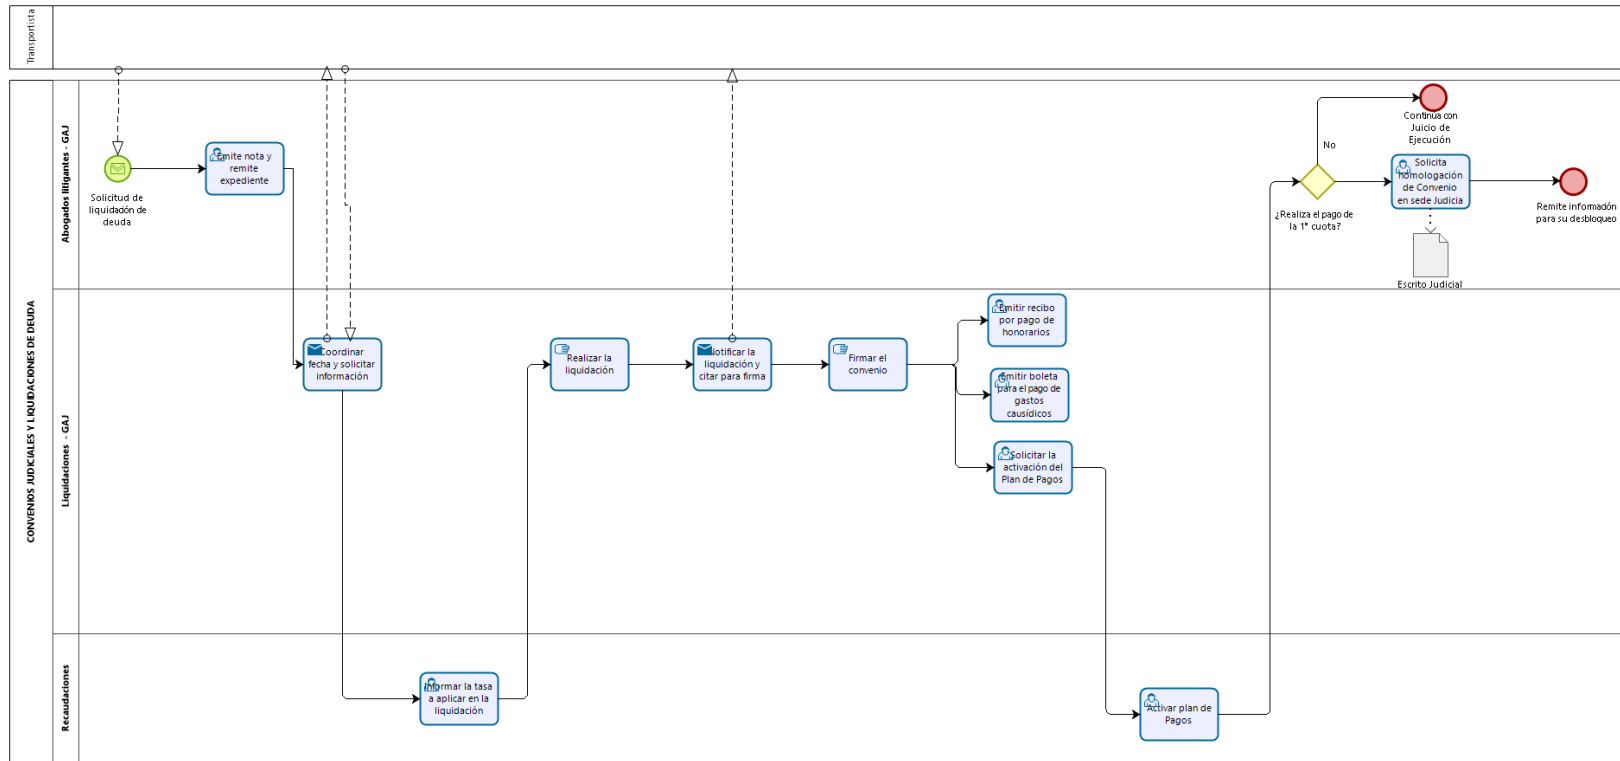 Transportista
CONVENIOS JUDICIALES Y LIQUIDACIONES DE DEUDA
Abogados litigantes - GAJ
Solicitud de
liquidación de
deuda
Emite nota y
remite
expediente
No
Continúa con
Juicio de
Ejecución
¿Realiza el pago de
la 1° cuota?
Solicita
homologación
de Convenio
en sede Judicia
Remite información
para su desbloqueo
Escrito Judicial
Liquidaciones - GAJ
Coordinar
fecha y solicitar
información
Realizar la
liquidación
Notificar la
liquidación y
citar para firma
Firmar el
convenio
Emitir recibo
por pago de
honorarios
Emitir boleta
para el pago de
gastos
causídicos
Solicitar la
activación del
Plan de Pagos
Recaudaciones
Informar la tasa
a aplicar en la
liquidación
Activar plan de
Pagos